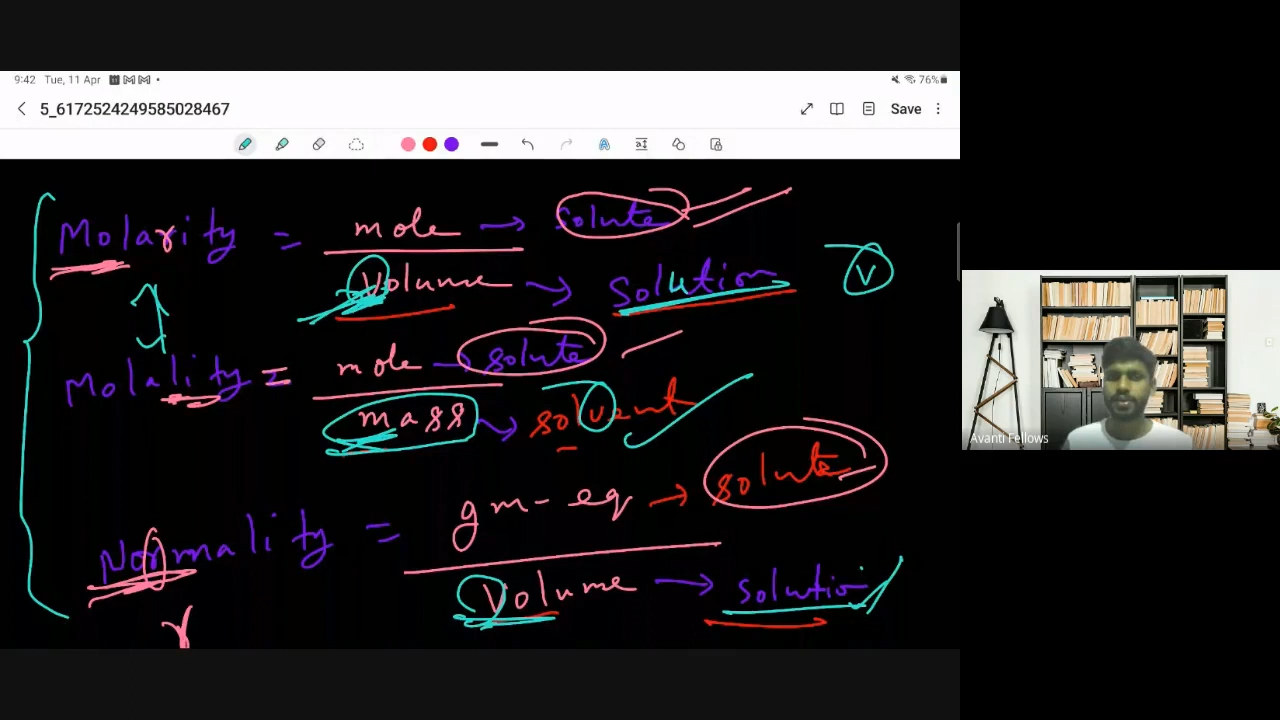 9:42 Tue, 11 Apr
76%
5_6172524249585028467
Save
Molarity = mole → solute
Volume → solution
V
Molality = mole → solute
mass → solvent
Normality = gm-eq → solute
Volume → solution
r
Avanti Fellows